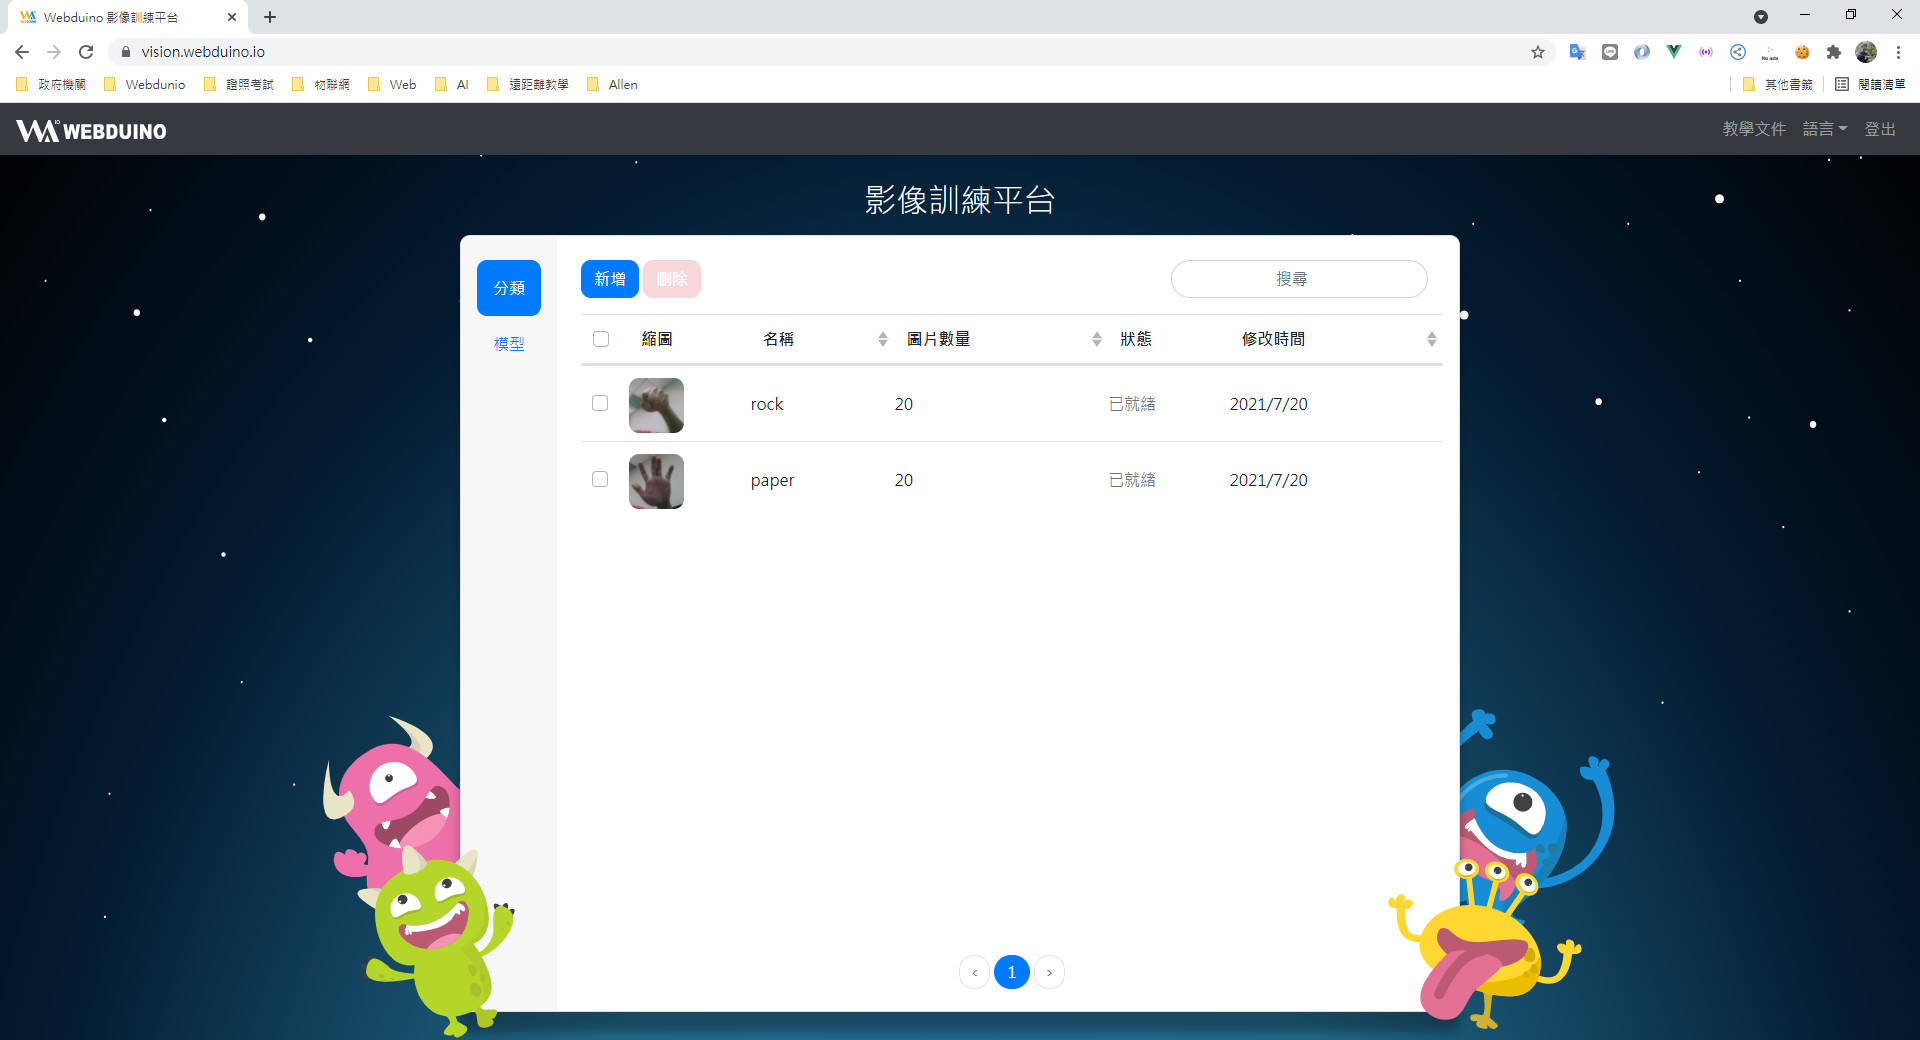 Webduino 影像訓練平台
vision.webduino.io
No ads
政府機關 Webdunio 證照考試 物聯網 Web AI 遠距離教學 Allen 其他書籤 閱讀清單
WEBDUINO 教學文件 語言 登出
影像訓練平台
分類 新增 刪除 搜尋
模型
縮圖 名稱 圖片數量 狀態 修改時間
rock 20 已就緒 2021/7/20
paper 20 已就緒 2021/7/20
‹ 1 ›